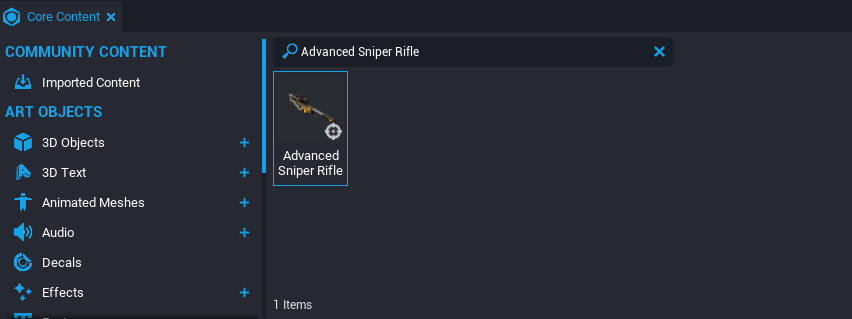 Core Content
COMMUNITY CONTENT
Imported Content
ART OBJECTS
3D Objects
3D Text
Animated Meshes
Audio
Decals
Effects
Advanced Sniper Rifle
Advanced
Sniper Rifle
1 Items